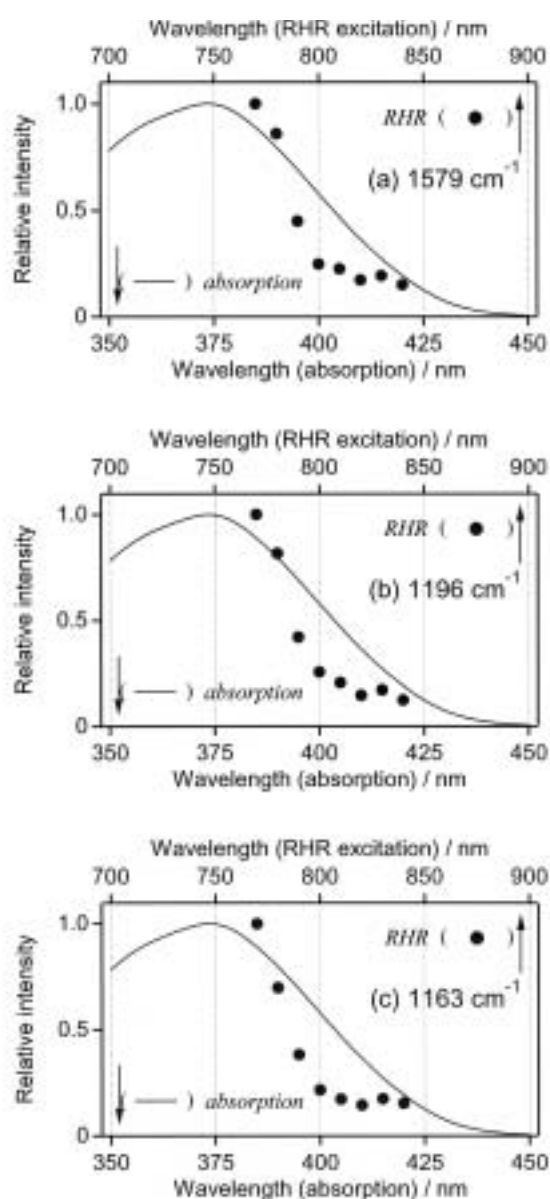 Wavelength (RHR excitation) / nm
700 750 800 850 900
1.0
0.5
0
Relative intensity
RHR ( ● )
(a) 1579 cm⁻¹
( — ) absorption
350 375 400 425 450
Wavelength (absorption) / nm
Wavelength (RHR excitation) / nm
700 750 800 850 900
1.0
0.5
0
Relative intensity
RHR ( ● )
(b) 1196 cm⁻¹
( — ) absorption
350 375 400 425 450
Wavelength (absorption) / nm
Wavelength (RHR excitation) / nm
700 750 800 850 900
1.0
0.5
0
Relative intensity
RHR ( ● )
(c) 1163 cm⁻¹
( — ) absorption
350 375 400 425 450
Wavelength (absorption) / nm